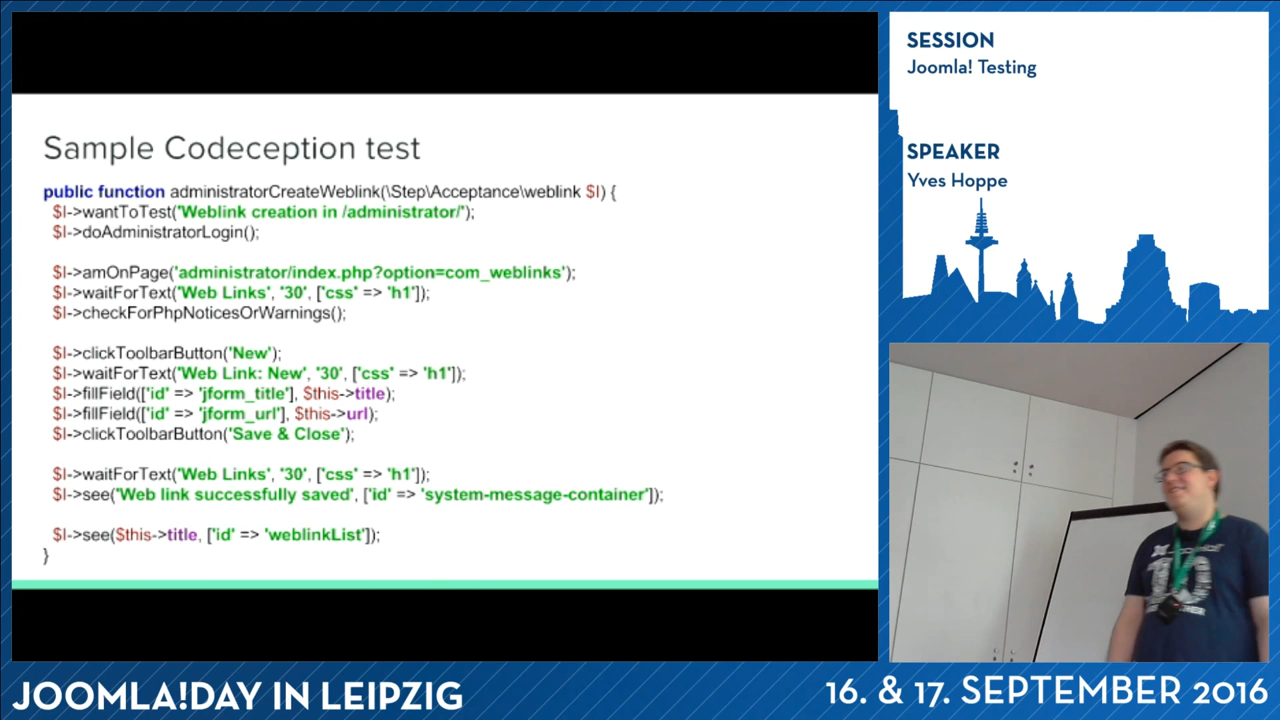 Sample Codeception test
public function administratorCreateWeblink(\Step\Acceptance\weblink $I) {
$I->wantToTest('Weblink creation in /administrator/');
$I->doAdministratorLogin();
$I->amOnPage('administrator/index.php?option=com_weblinks');
$I->waitForText('Web Links', '30', ['css' => 'h1']);
$I->checkForPhpNoticesOrWarnings();
$I->clickToolbarButton('New');
$I->waitForText('Web Link: New', '30', ['css' => 'h1']);
$I->fillField(['id' => 'jform_title'], $this->title);
$I->fillField(['id' => 'jform_url'], $this->url);
$I->clickToolbarButton('Save & Close');
$I->waitForText('Web Links', '30', ['css' => 'h1']);
$I->see('Web link successfully saved', ['id' => 'system-message-container']);
$I->see($this->title, ['id' => 'weblinkList']);
}
SESSION
Joomla! Testing
SPEAKER
Yves Hoppe
JOOMLA!DAY IN LEIPZIG
16. & 17. SEPTEMBER 2016